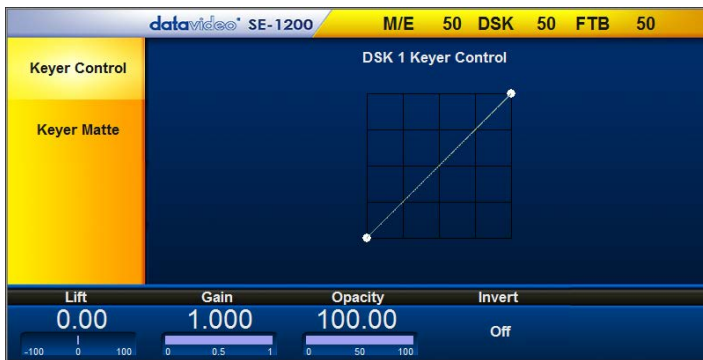 datavideo® SE-1200 M/E 50 DSK 50 FTB 50
Keyer Control
Keyer Matte
DSK 1 Keyer Control
Lift Gain Opacity Invert
0.00 1.000 100.00 Off
-100 0 100 0 0.5 1 0 50 100